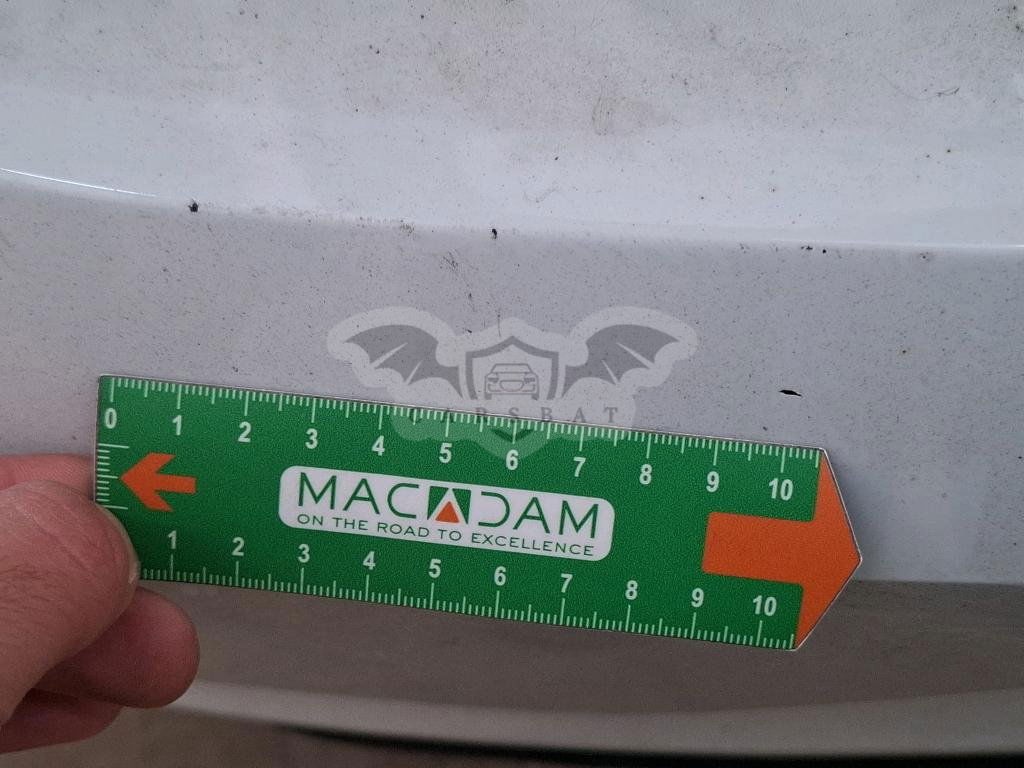 0 1 2 3 4 5 6 7 8 9 10
MACADAM
ON THE ROAD TO EXCELLENCE
1 2 3 4 5 6 7 8 9 10
CARSBAT